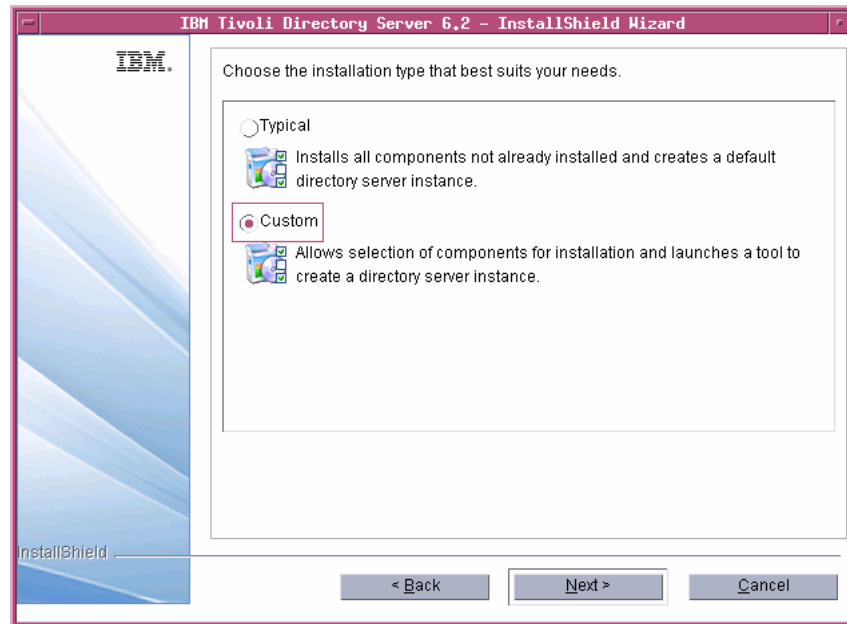 IBM Tivoli Directory Server 6.2 - InstallShield Wizard
IBM.
Choose the installation type that best suits your needs.
Typical
Installs all components not already installed and creates a default
directory server instance.
Custom
Allows selection of components for installation and launches a tool to
create a directory server instance.
InstallShield
< Back
Next >
Cancel